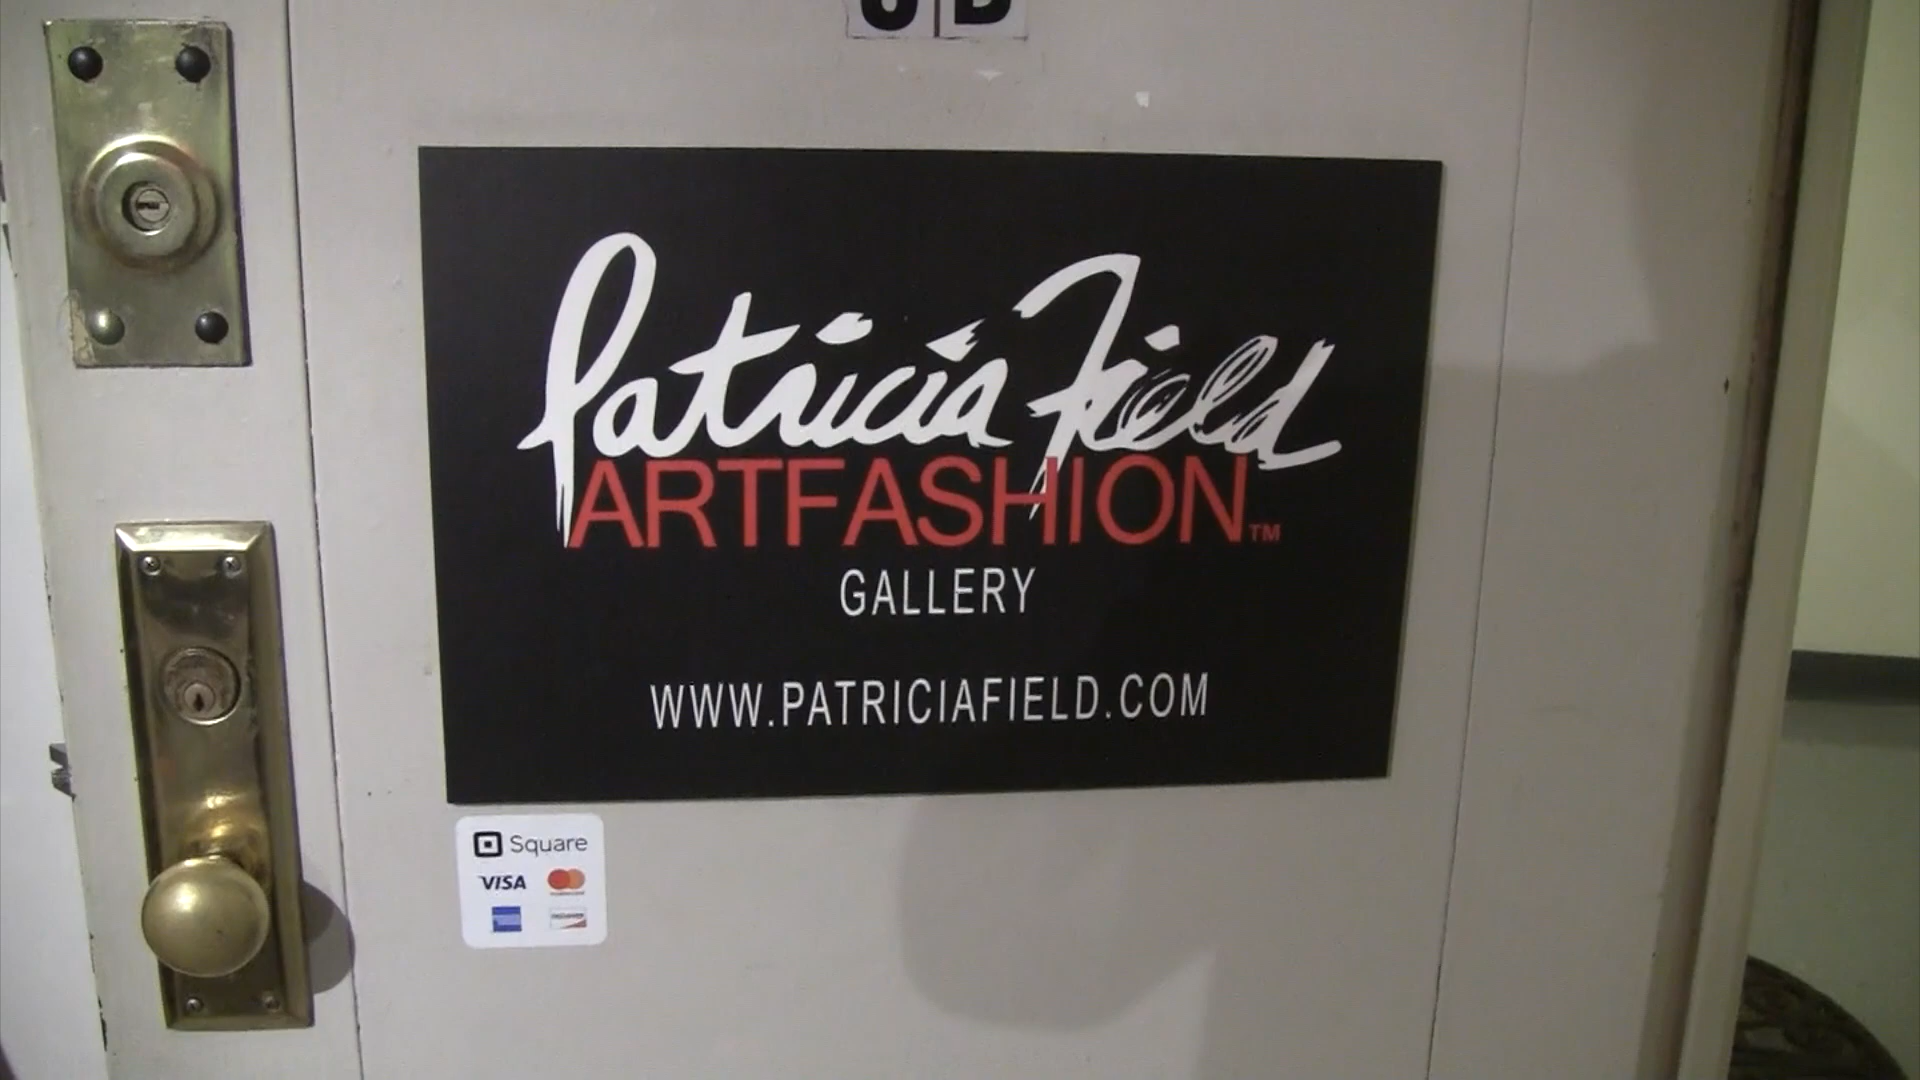 Patricia Field
ARTFASHION™
GALLERY
WWW.PATRICIAFIELD.COM
Square
VISA